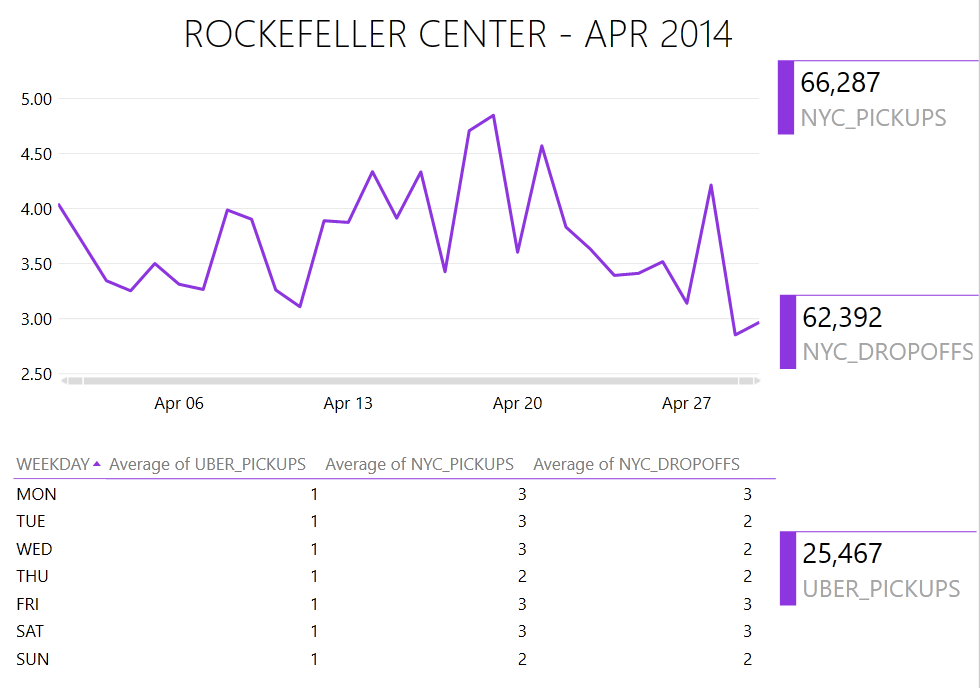 ROCKEFELLER CENTER - APR 2014
66,287
NYC_PICKUPS
5.00
4.50
4.00
3.50
3.00
2.50
Apr 06 Apr 13 Apr 20 Apr 27
62,392
NYC_DROPOFFS
WEEKDAY Average of UBER_PICKUPS Average of NYC_PICKUPS Average of NYC_DROPOFFS
MON 1 3 3
TUE 1 3 2
WED 1 3 2
THU 1 2 2
FRI 1 3 3
SAT 1 3 3
SUN 1 2 2
25,467
UBER_PICKUPS